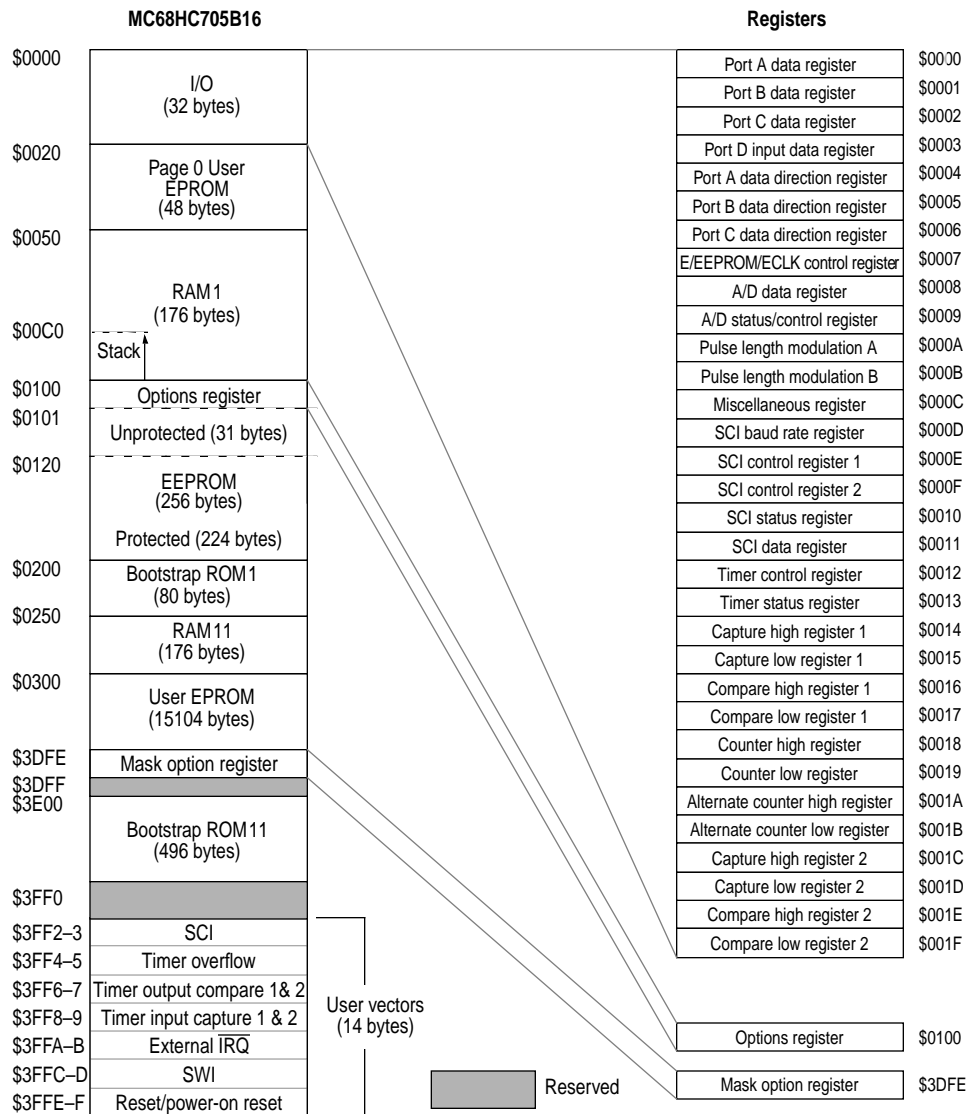 MC68HC705B16
Registers
$0000
I/O
(32 bytes)
$0020
Page 0 User
EPROM
(48 bytes)
$0050
RAM1
(176 bytes)
$00C0
Stack
$0100
Options register
$0101
Unprotected (31 bytes)
$0120
EEPROM
(256 bytes)
Protected (224 bytes)
$0200
Bootstrap ROM1
(80 bytes)
$0250
RAM11
(176 bytes)
$0300
User EPROM
(15104 bytes)
$3DFE
Mask option register
$3DFF
$3E00
Bootstrap ROM11
(496 bytes)
$3FF0
$3FF2–3 SCI
$3FF4–5 Timer overflow
$3FF6–7 Timer output compare 1& 2
$3FF8–9 Timer input capture 1 & 2
$3FFA–B External IRQ
$3FFC–D SWI
$3FFE–F Reset/power-on reset
User vectors
(14 bytes)
Reserved
Port A data register $0000
Port B data register $0001
Port C data register $0002
Port D input data register $0003
Port A data direction register $0004
Port B data direction register $0005
Port C data direction register $0006
E/EEPROM/ECLK control register $0007
A/D data register $0008
A/D status/control register $0009
Pulse length modulation A $000A
Pulse length modulation B $000B
Miscellaneous register $000C
SCI baud rate register $000D
SCI control register 1 $000E
SCI control register 2 $000F
SCI status register $0010
SCI data register $0011
Timer control register $0012
Timer status register $0013
Capture high register 1 $0014
Capture low register 1 $0015
Compare high register 1 $0016
Compare low register 1 $0017
Counter high register $0018
Counter low register $0019
Alternate counter high register $001A
Alternate counter low register $001B
Capture high register 2 $001C
Capture low register 2 $001D
Compare high register 2 $001E
Compare low register 2 $001F
Options register $0100
Mask option register $3DFE